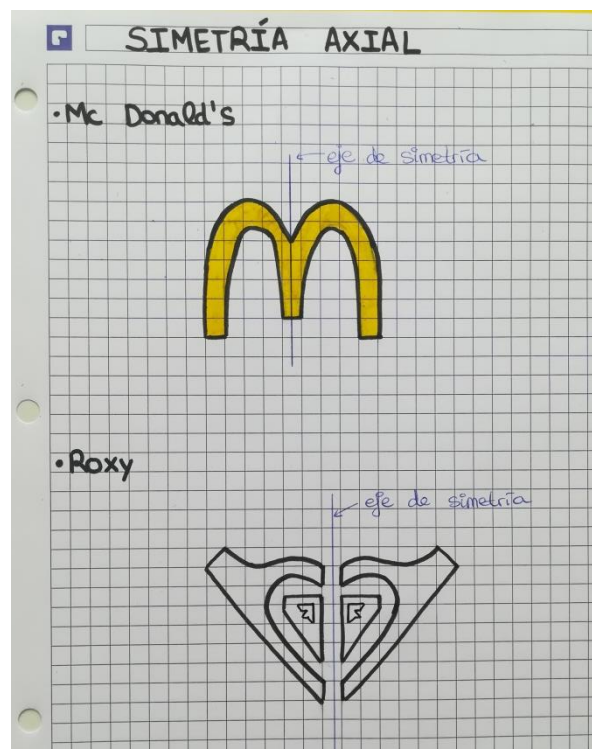 SIMETRÍA AXIAL
• Mc Donald's
eje de simetría
• Roxy
eje de simetría